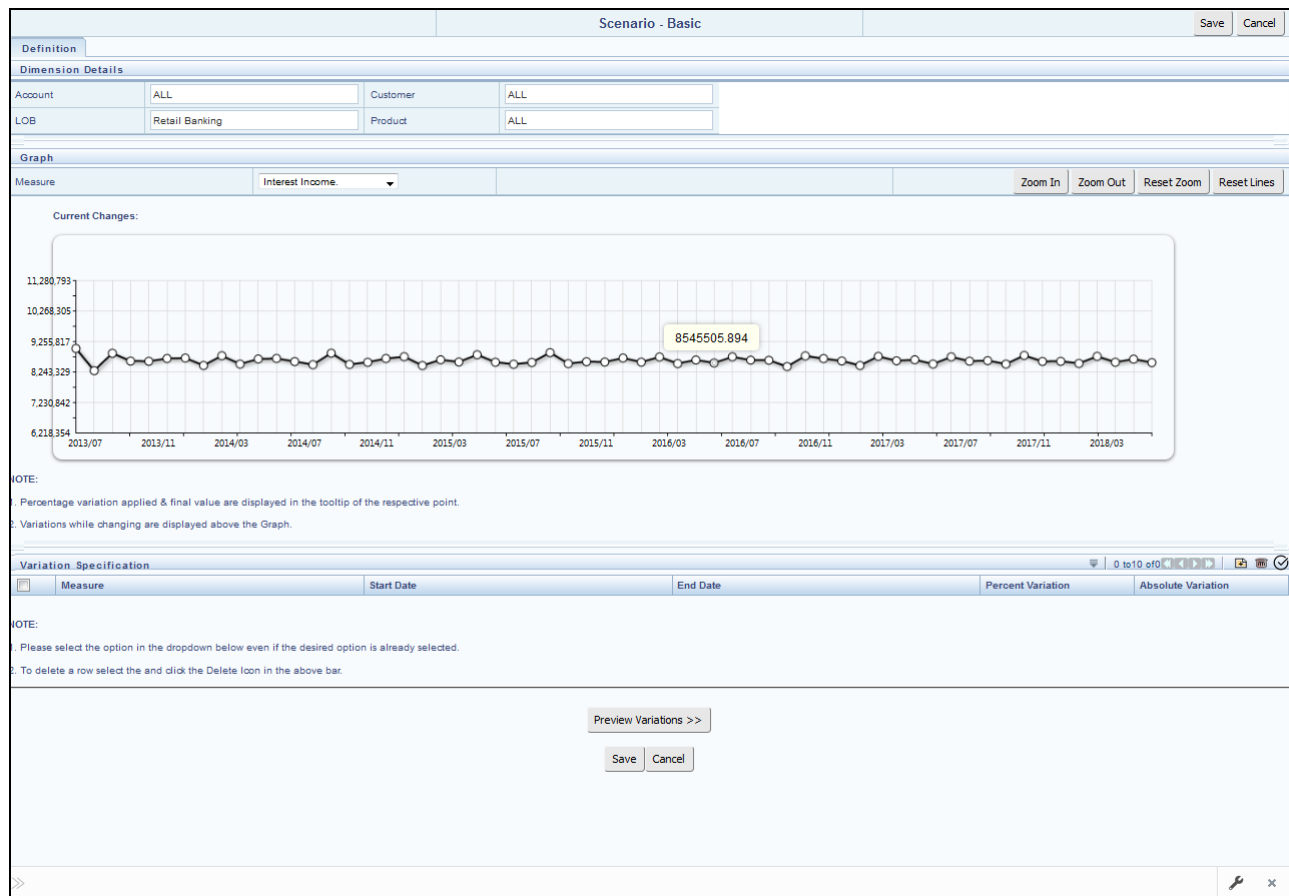 Scenario - Basic Save Cancel
Definition
Dimension Details
Account ALL Customer ALL
LOB Retail Banking Product ALL
Graph
Measure Interest Income. Zoom In Zoom Out Reset Zoom Reset Lines
Current Changes:
11,280,793
10,268,305
9,255,817
8545505.894
8,243,329
7,230,842
6,218,354
2013/07 2013/11 2014/03 2014/07 2014/11 2015/03 2015/07 2015/11 2016/03 2016/07 2016/11 2017/03 2017/07 2017/11 2018/03
NOTE:
1. Percentage variation applied & final value are displayed in the tooltip of the respective point.
2. Variations while changing are displayed above the Graph.
Variation Specification 0 to10 of0
Measure Start Date End Date Percent Variation Absolute Variation
NOTE:
1. Please select the option in the dropdown below even if the desired option is already selected.
2. To delete a row select the and click the Delete Icon in the above bar.
Preview Variations >>
Save Cancel